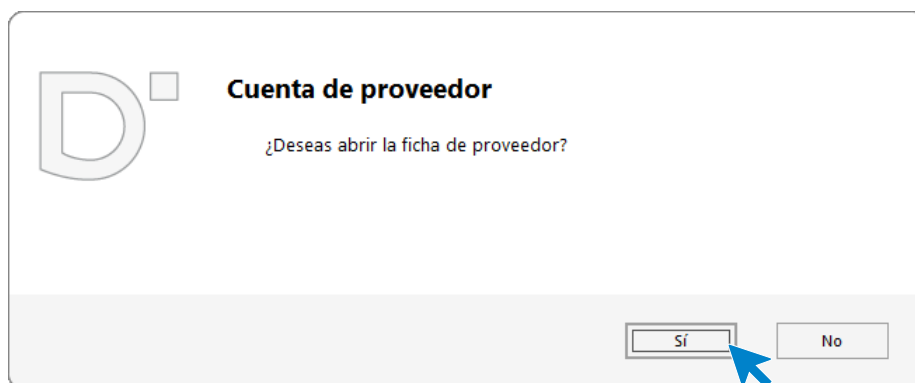 Cuenta de proveedor
¿Deseas abrir la ficha de proveedor?
Sí
No